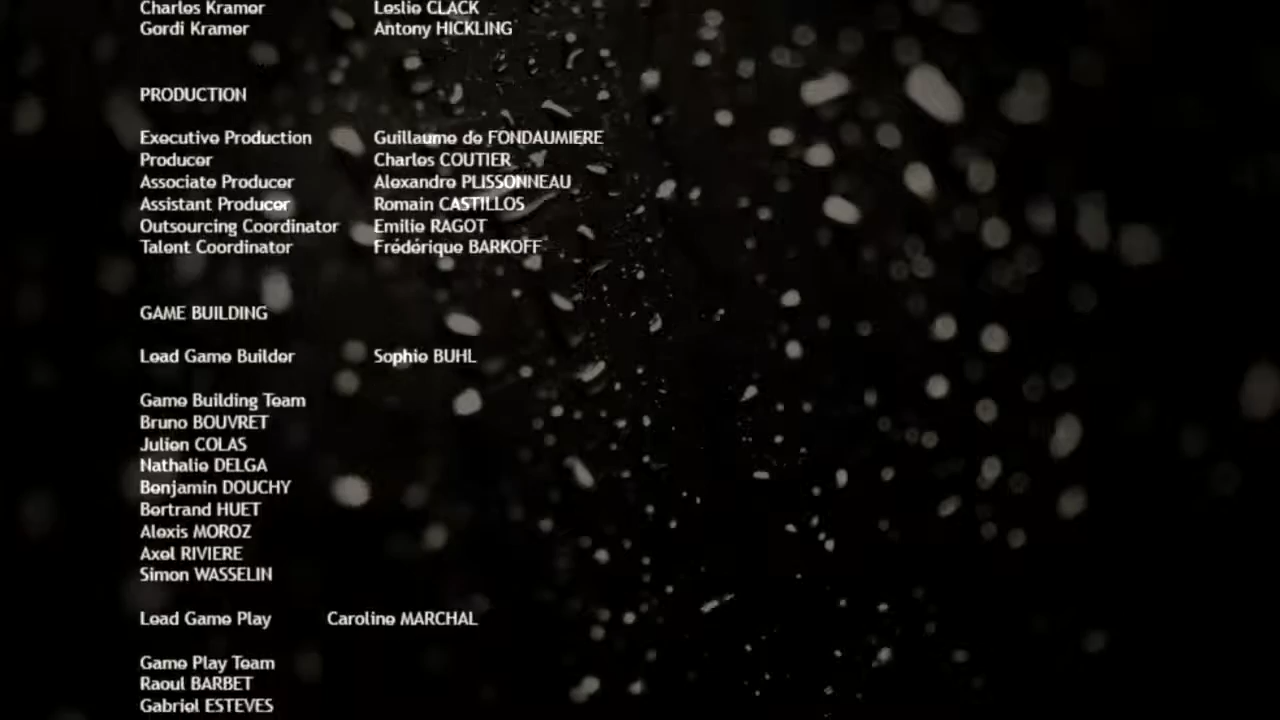 Charles Kramer Leslie CLACK
Gordi Kramer Antony HICKLING
PRODUCTION
Executive Production Guillaume de FONDAUMIERE
Producer Charles COUTIER
Associate Producer Alexandre PLISSONNEAU
Assistant Producer Romain CASTILLOS
Outsourcing Coordinator Emilie RAGOT
Talent Coordinator Frédérique BARKOFF
GAME BUILDING
Lead Game Builder Sophie BUHL
Game Building Team
Bruno BOUVRET
Julien COLAS
Nathalie DELGA
Benjamin DOUCHY
Bertrand HUET
Alexis MOROZ
Axel RIVIERE
Simon WASSELIN
Lead Game Play Caroline MARCHAL
Game Play Team
Raoul BARBET
Gabriel ESTEVES